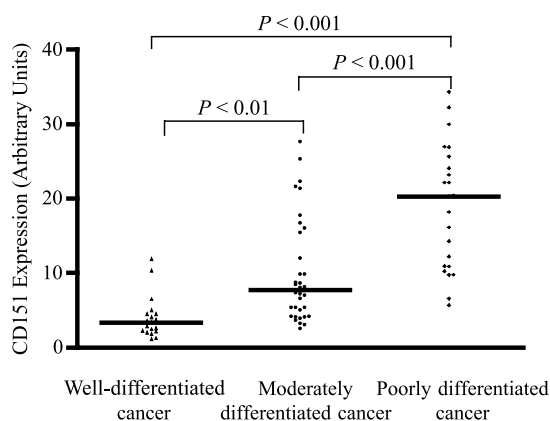 P < 0.001
P < 0.001
P < 0.01
CD151 Expression (Arbitrary Units)
40
30
20
10
0
Well-differentiated
cancer
Moderately
differentiated cancer
Poorly differentiated
cancer